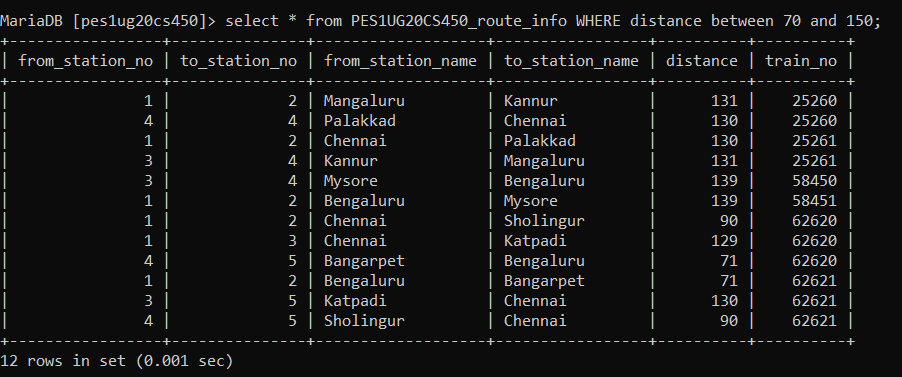 MariaDB [pes1ug20cs450]> select * from PES1UG20CS450_route_info WHERE distance between 70 and 150;
+-----------------+---------------+-------------------+-----------------+----------+----------+
| from_station_no | to_station_no | from_station_name | to_station_name | distance | train_no |
+-----------------+---------------+-------------------+-----------------+----------+----------+
|               1 |             2 | Mangaluru         | Kannur          |      131 |    25260 |
|               4 |             4 | Palakkad          | Chennai         |      130 |    25260 |
|               1 |             2 | Chennai           | Palakkad        |      130 |    25261 |
|               3 |             4 | Kannur            | Mangaluru       |      131 |    25261 |
|               3 |             4 | Mysore            | Bengaluru       |      139 |    58450 |
|               1 |             2 | Bengaluru         | Mysore          |      139 |    58451 |
|               1 |             2 | Chennai           | Sholingur       |       90 |    62620 |
|               1 |             3 | Chennai           | Katpadi         |      129 |    62620 |
|               4 |             5 | Bangarpet         | Bengaluru       |       71 |    62620 |
|               1 |             2 | Bengaluru         | Bangarpet       |       71 |    62621 |
|               3 |             5 | Katpadi           | Chennai         |      130 |    62621 |
|               4 |             5 | Sholingur         | Chennai         |       90 |    62621 |
+-----------------+---------------+-------------------+-----------------+----------+----------+
12 rows in set (0.001 sec)